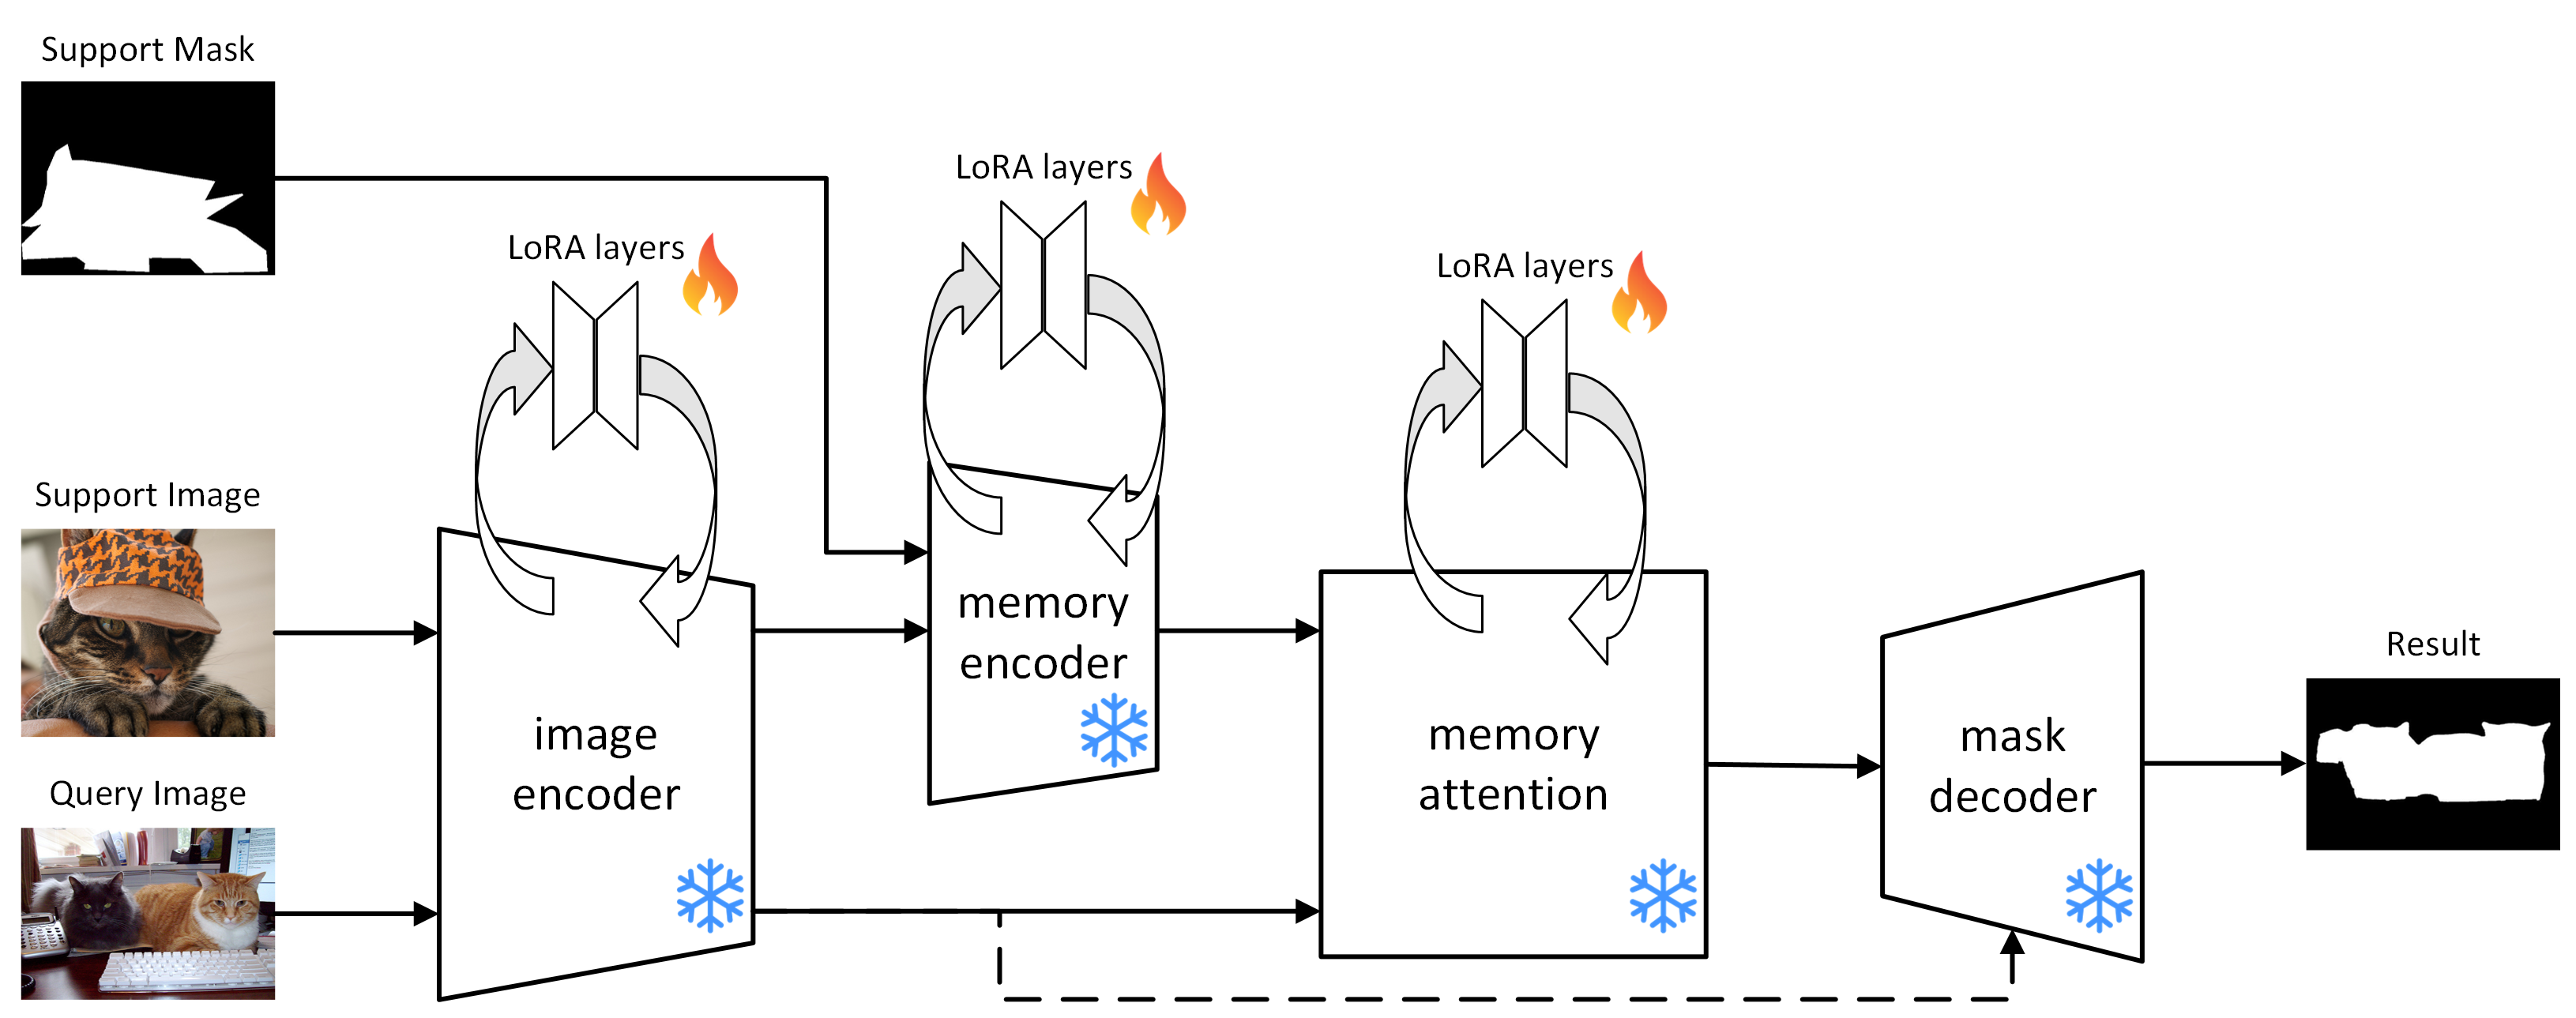 Support Mask
LoRA layers
LoRA layers
LoRA layers
Support Image
Query Image
image
encoder
memory
encoder
memory
attention
mask
decoder
Result